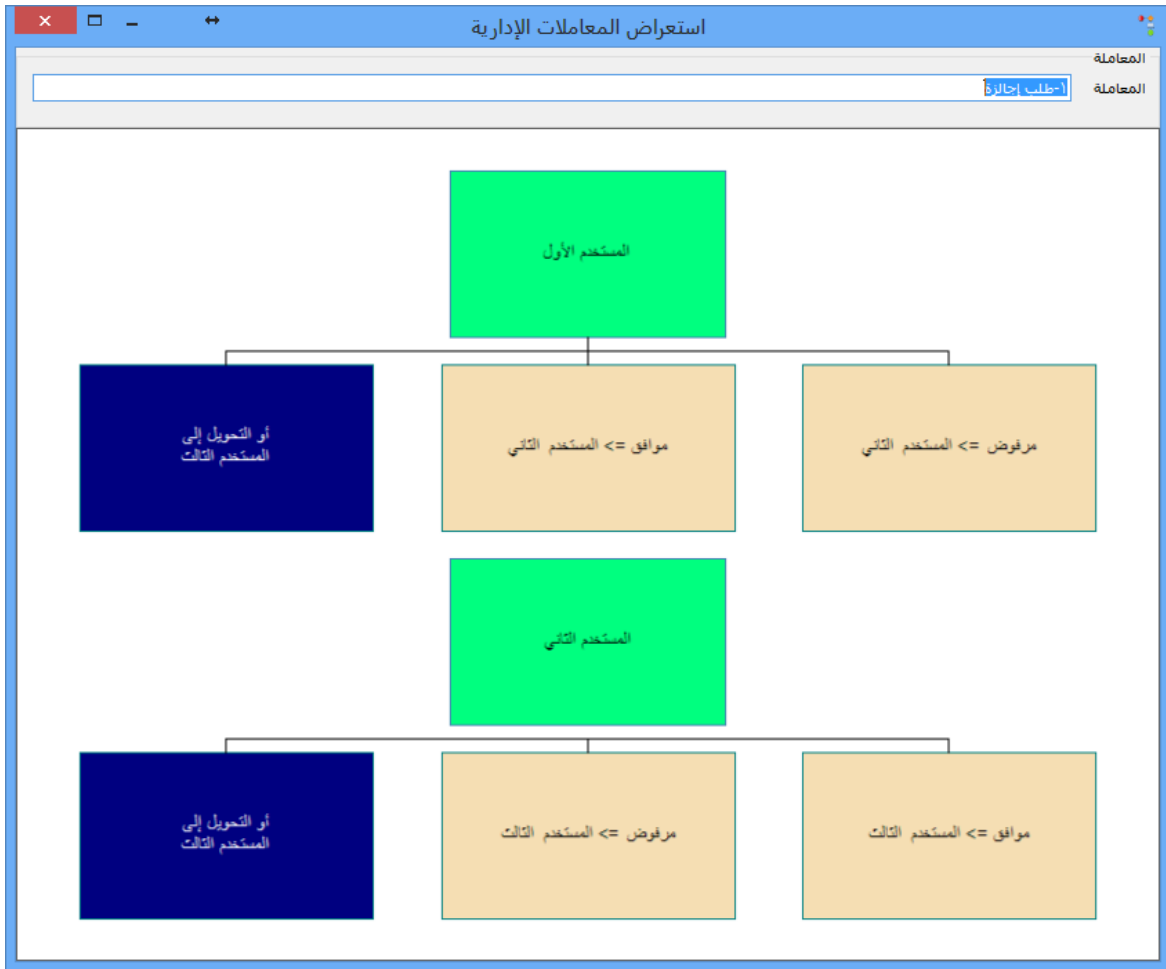 استعراض المعاملات الإدارية
المعاملة
المعاملة
١-طلب إجالزة
المستخدم الأول
مرفوض => المستخدم الثاني
موافق => المستخدم الثاني
أو التحويل إلى
المستخدم الثالث
المستخدم الثاني
موافق => المستخدم الثالث
مرفوض => المستخدم الثالث
أو التحويل إلى
المستخدم الثالث